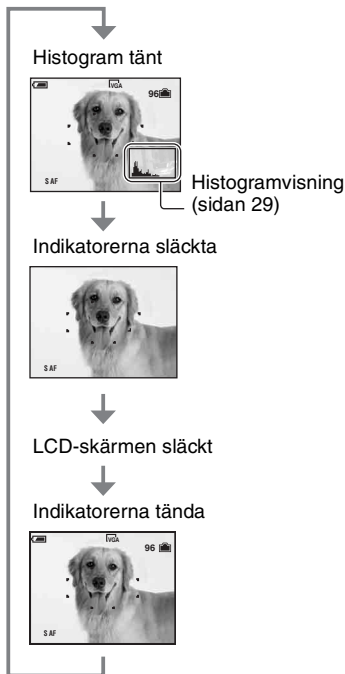 Histogram tänt
VGA
96
S AF
Histogramvisning
(sidan 29)
Indikatorerna släckta
S AF
LCD-skärmen släckt
Indikatorerna tända
VGA
96
S AF